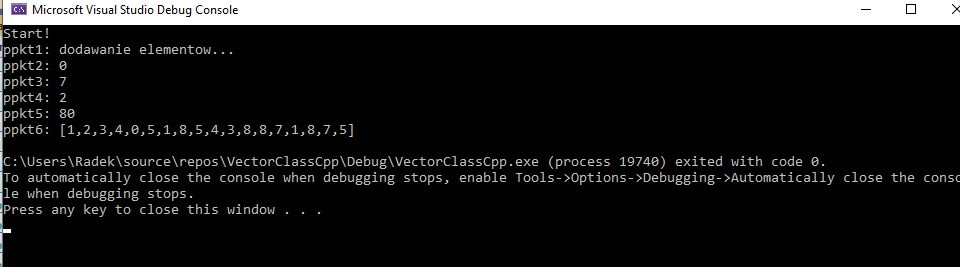 Microsoft Visual Studio Debug Console
Start!
ppkt1: dodawanie elementow...
ppkt2: 0
ppkt3: 7
ppkt4: 2
ppkt5: 80
ppkt6: [1,2,3,4,0,5,1,8,5,4,3,8,8,7,1,8,7,5]
C:\Users\Radek\source\repos\VectorClassCpp\Debug\VectorClassCpp.exe (process 19740) exited with code 0.
To automatically close the console when debugging stops, enable Tools->Options->Debugging->Automatically close the conso
le when debugging stops.
Press any key to close this window . . .